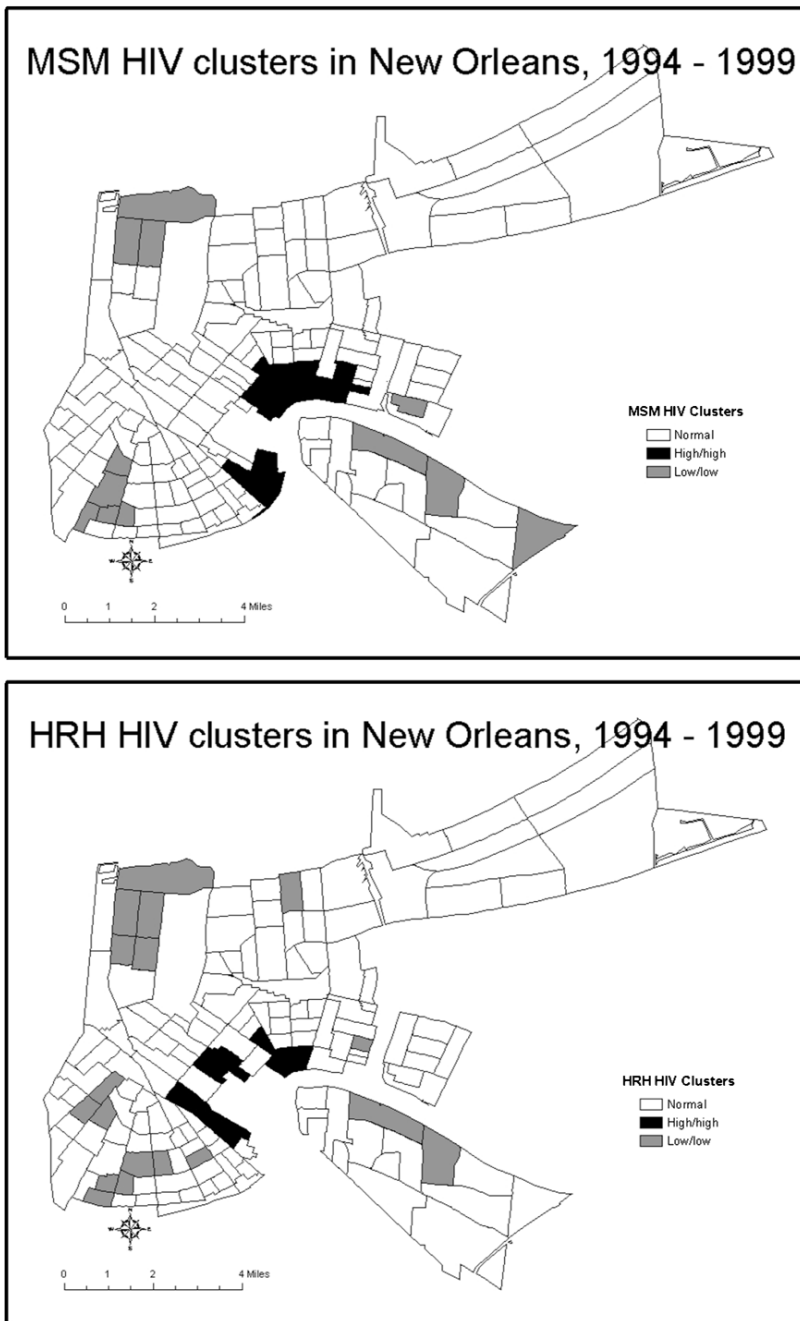 MSM HIV clusters in New Orleans, 1994 - 1999
MSM HIV Clusters
Normal
High/high
Low/low
N
W E
S
0 1 2 4 Miles
HRH HIV clusters in New Orleans, 1994 - 1999
HRH HIV Clusters
Normal
High/high
Low/low
N
W E
S
0 1 2 4 Miles